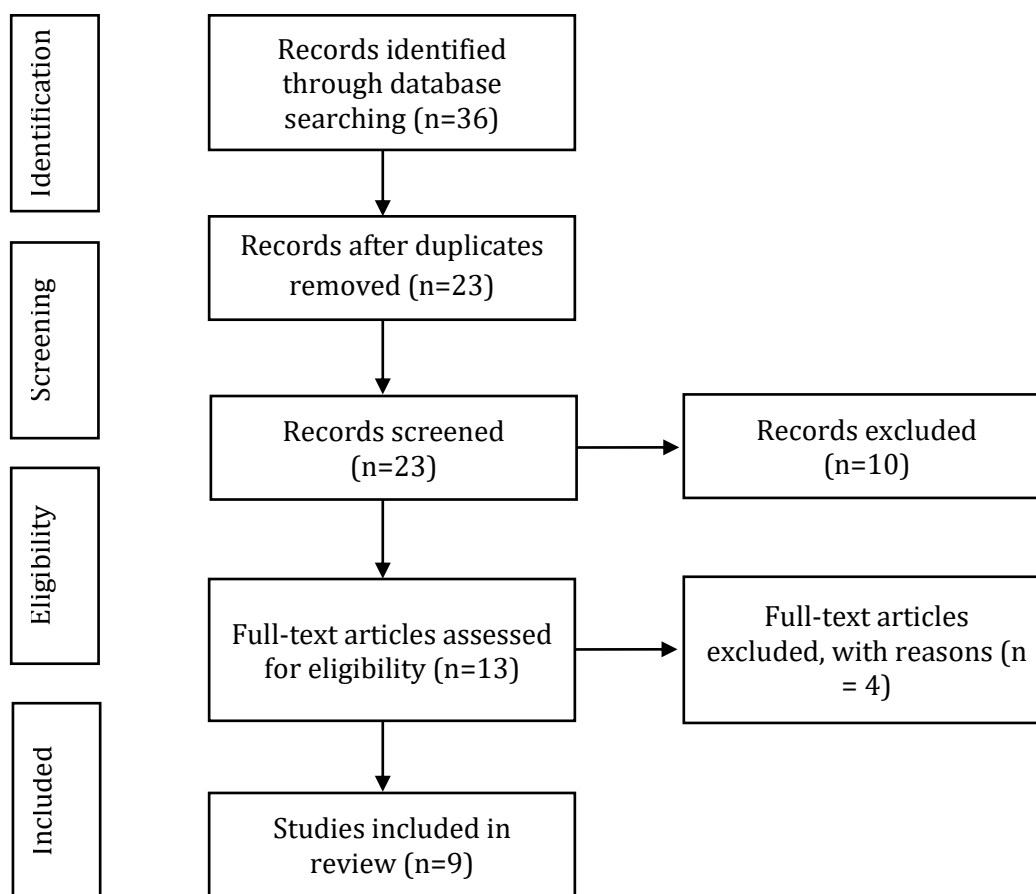 Identification
Records identified
through database
searching (n=36)
Records after duplicates
removed (n=23)
Screening
Records screened
(n=23)
Records excluded
(n=10)
Eligibility
Full-text articles assessed
for eligibility (n=13)
Full-text articles
excluded, with reasons (n
= 4)
Included
Studies included in
review (n=9)